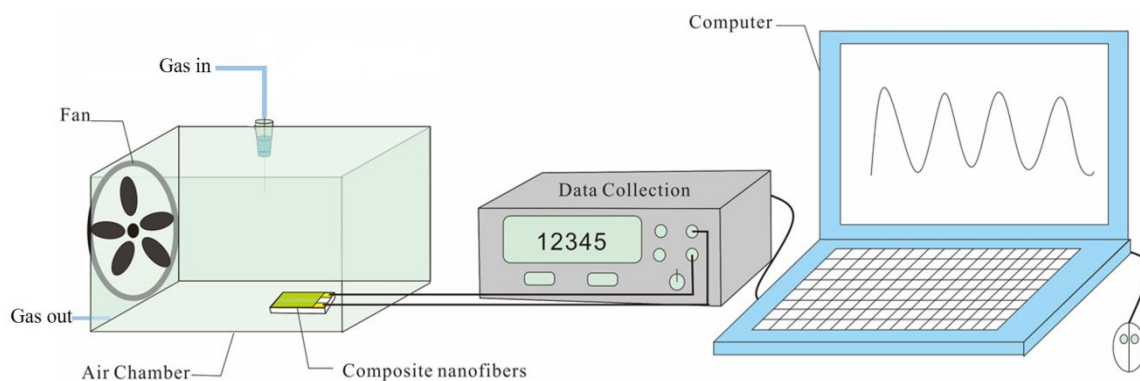 Computer
Gas in
Fan
Data Collection
12345
Gas out
Air Chamber
Composite nanofibers